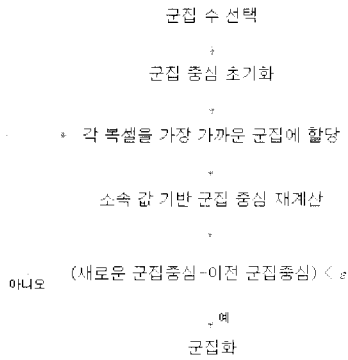 군집 수 선택
군집 중심 초기화
각 복셀을 가장 가까운 군집에 할당
소속 값 기반 군집 중심 재계산
(새로운 군집중심-이전 군집중심) < ε
아니오
예
군집화